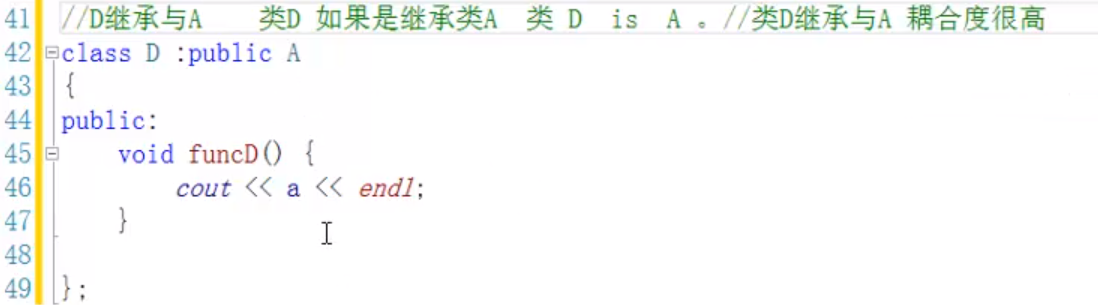 41 //D继承与A 类D 如果是继承类A 类 D is A 。//类D继承与A 耦合度很高
42 class D :public A
43 {
44 public:
45 void funcD() {
46 cout << a << endl;
47 }
48
49 };